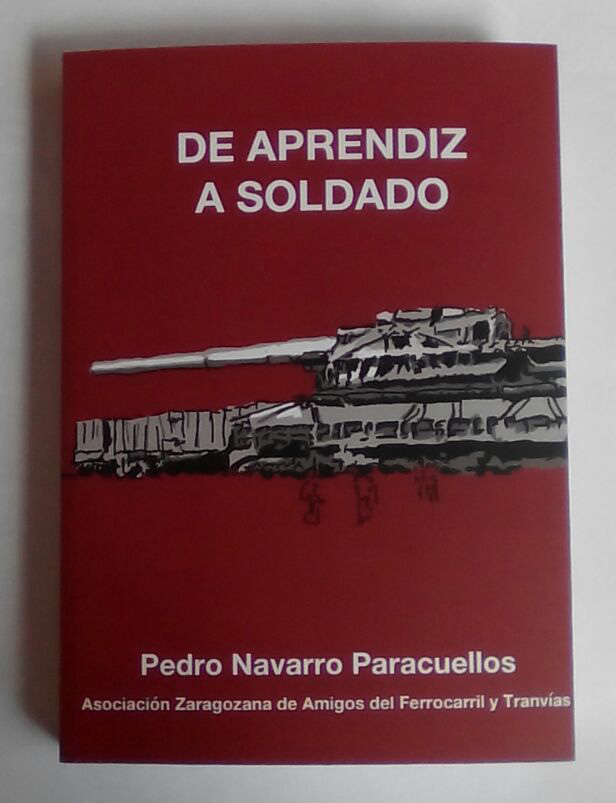 DE APRENDIZ
A SOLDADO
Pedro Navarro Paracuellos
Asociación Zaragozana de Amigos del Ferrocarril y Tranvías